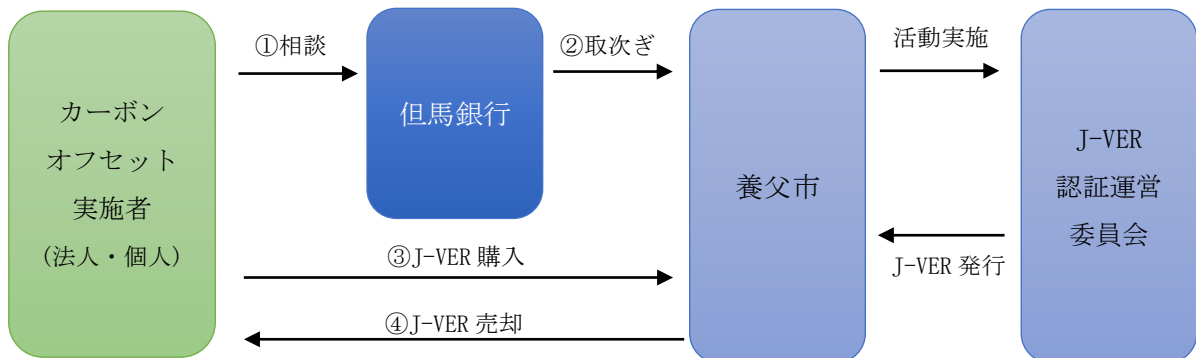 カーボン
オフセット
実施者
(法人・個人)
①相談
但馬銀行
②取次ぎ
養父市
活動実施
J-VER
認証運営
委員会
J-VER 発行
③J-VER 購入
④J-VER 売却